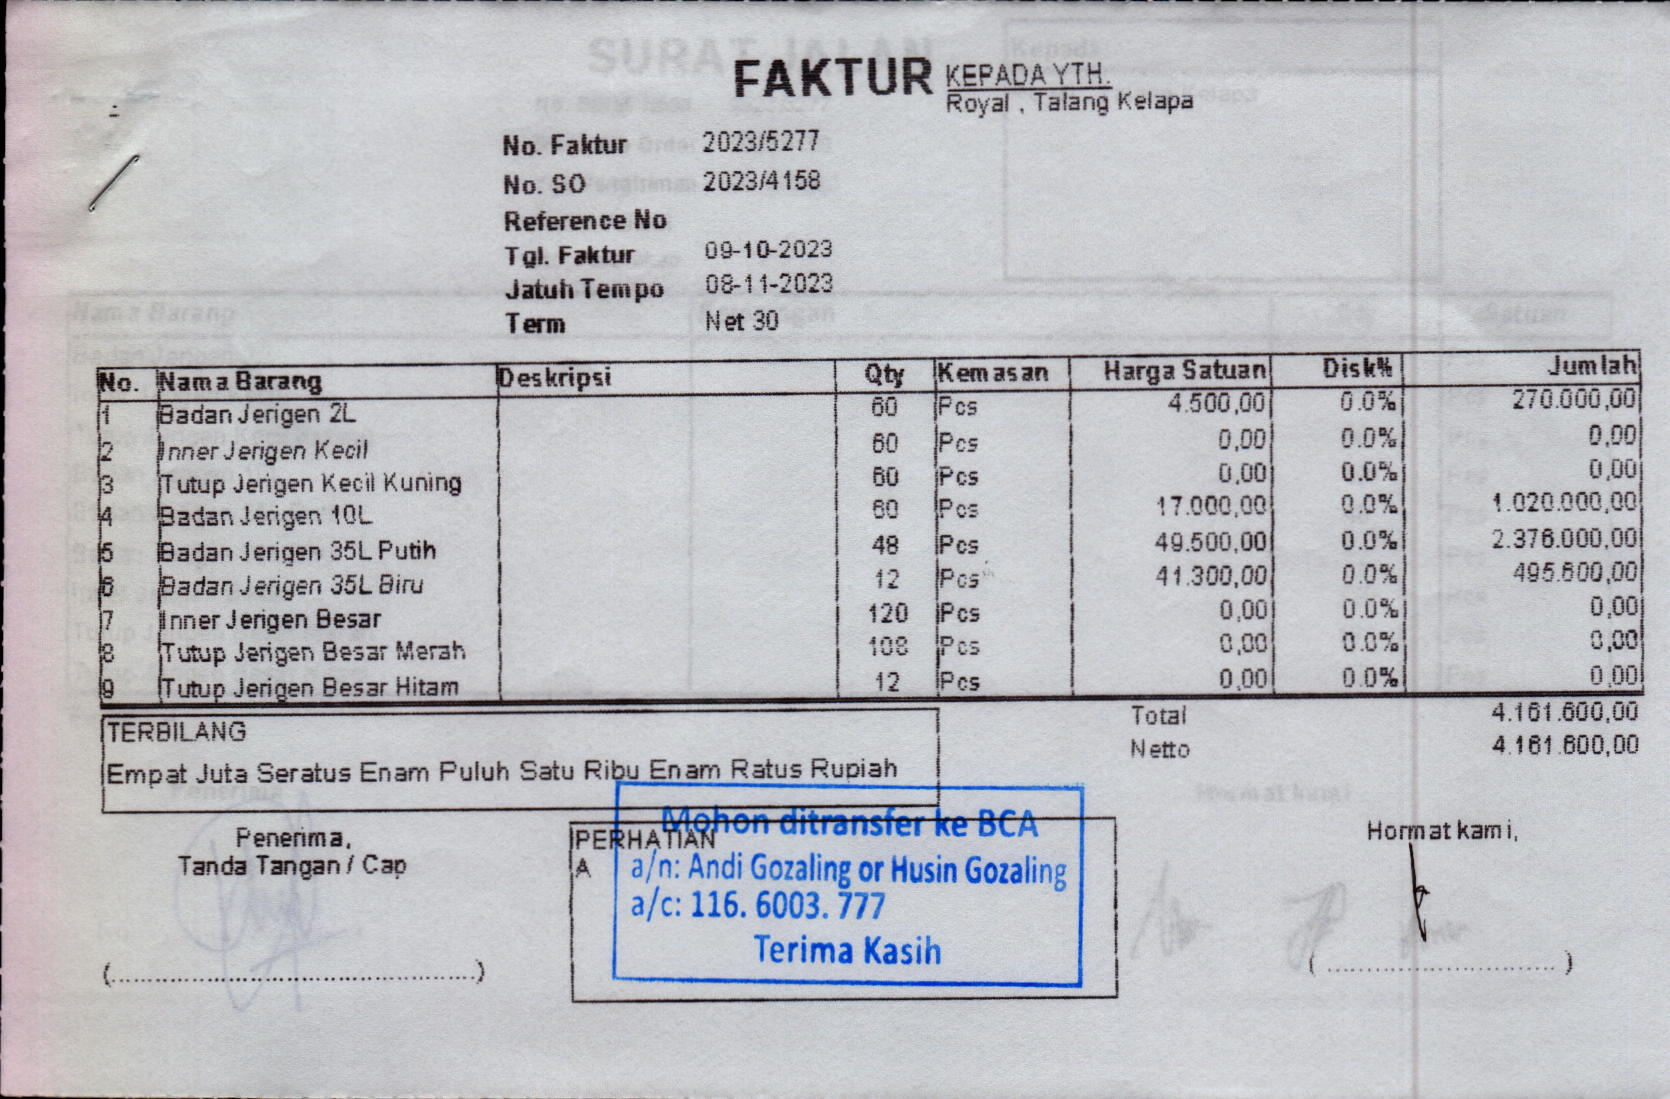 FAKTUR
KEPADA YTH.
Royal , Talang Kelapa
No. Faktur 2023/5277
No. SO 2023/4158
Reference No
Tgl. Faktur 09-10-2023
Jatuh Tempo 08-11-2023
Term Net 30
No. Nama Barang Deskripsi Qty Kemasan Harga Satuan Disk% Jumlah
1 Badan Jerigen 2L 60 Pcs 4.500,00 0.0% 270.000,00
2 Inner Jerigen Kecil 60 Pcs 0,00 0.0% 0,00
3 Tutup Jerigen Kecil Kuning 60 Pcs 0,00 0.0% 0,00
4 Badan Jerigen 10L 60 Pcs 17.000,00 0.0% 1.020.000,00
5 Badan Jerigen 35L Putih 48 Pcs 49.500,00 0.0% 2.376.000,00
6 Badan Jerigen 35L Biru 12 Pcs 41.300,00 0.0% 495.600,00
7 Inner Jerigen Besar 120 Pcs 0,00 0.0% 0,00
8 Tutup Jerigen Besar Merah 108 Pcs 0,00 0.0% 0,00
9 Tutup Jerigen Besar Hitam 12 Pcs 0,00 0.0% 0,00
Total 4.161.600,00
Netto 4.161.600,00
TERBILANG
Empat Juta Seratus Enam Puluh Satu Ribu Enam Ratus Rupiah
Penerima,
Tanda Tangan / Cap
(....................................................)
PERHATIAN
A
Mohon ditransfer ke BCA
a/n: Andi Gozaling or Husin Gozaling
a/c: 116. 6003. 777
Terima Kasih
Hormat kami,
( ................................ )
SURAT JALAN
Kepada
Nama Barang
Satuan
Penerima
Hormat kami